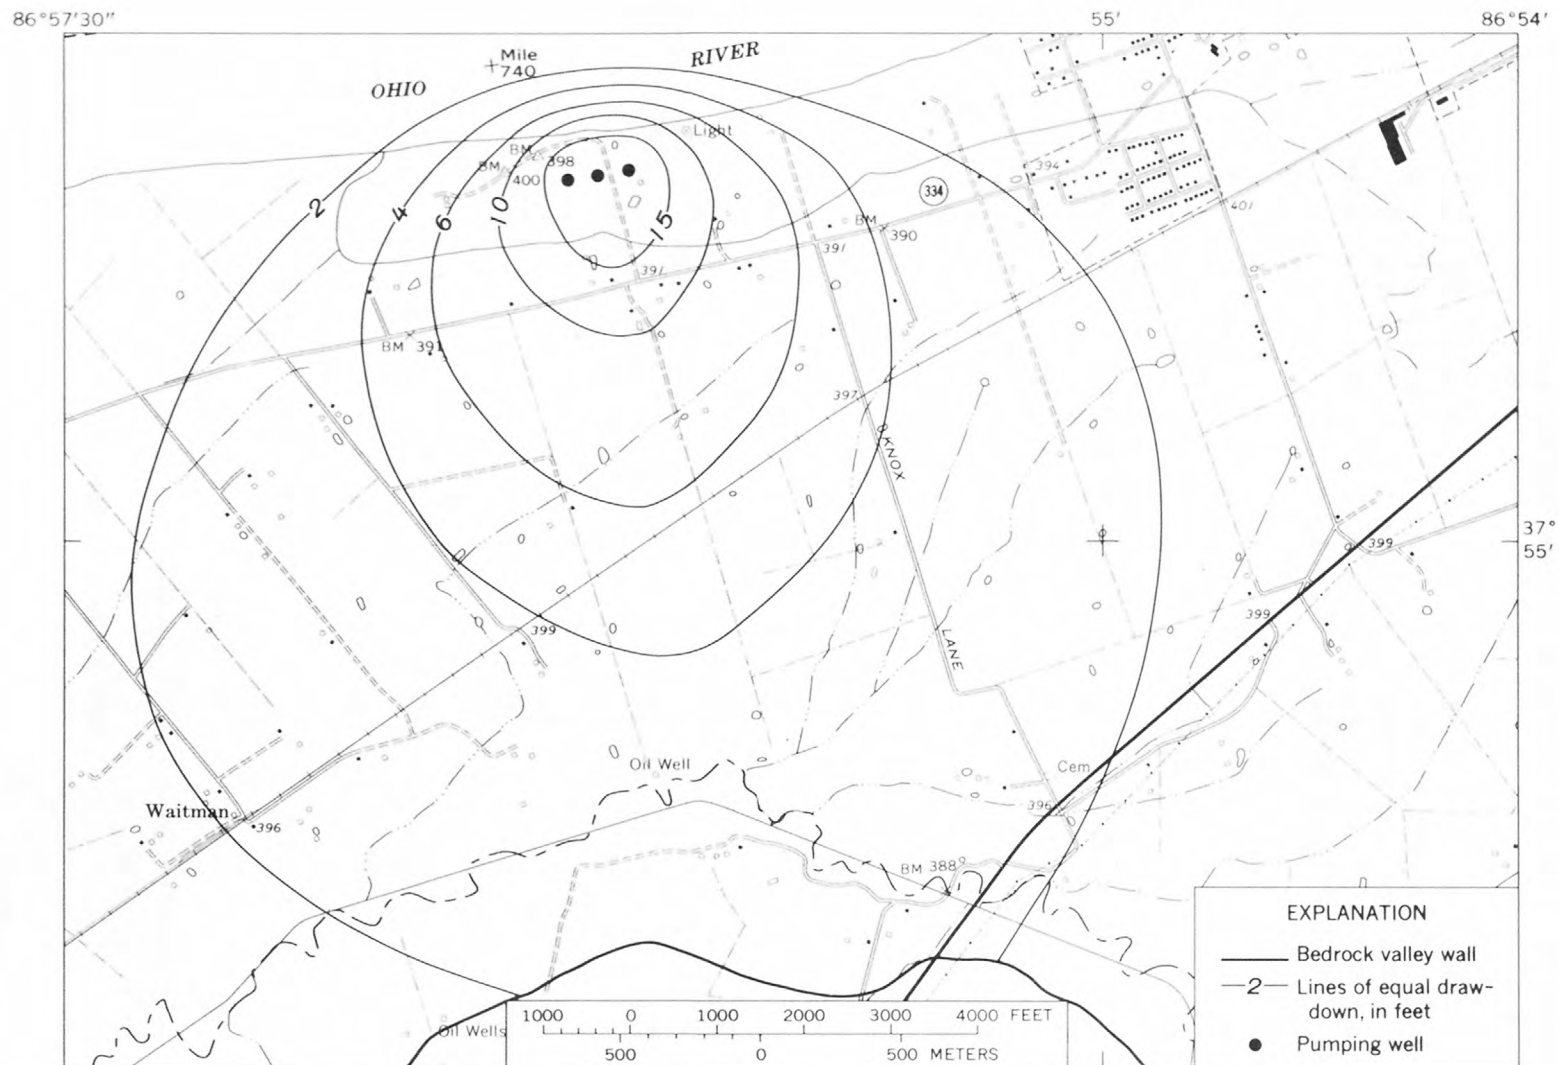 86°57'30"
55'
86°54'
Mile
740
RIVER
OHIO
Light
BM
398
BM
400
394
334
401
2
4
6
10
15
BM
390
391
391
BM 391
397
KNOX
37°
55'
399
399
399
LANE
Oil Well
Cem
Waitman
396
396
BM 388
EXPLANATION
Bedrock valley wall
2 Lines of equal draw-
down, in feet
Pumping well
Oil Wells
1000 0 1000 2000 3000 4000 FEET
500 0 500 METERS